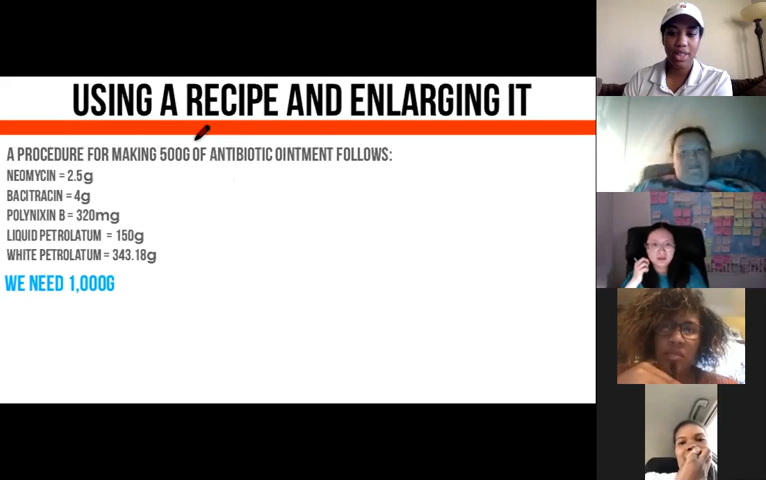 USING A RECIPE AND ENLARGING IT
A PROCEDURE FOR MAKING 500G OF ANTIBIOTIC OINTMENT FOLLOWS:
NEOMYCIN = 2.5g
BACITRACIN = 4g
POLYNIXIN B = 320mg
LIQUID PETROLATUM = 150g
WHITE PETROLATUM = 343.18g
WE NEED 1,000G